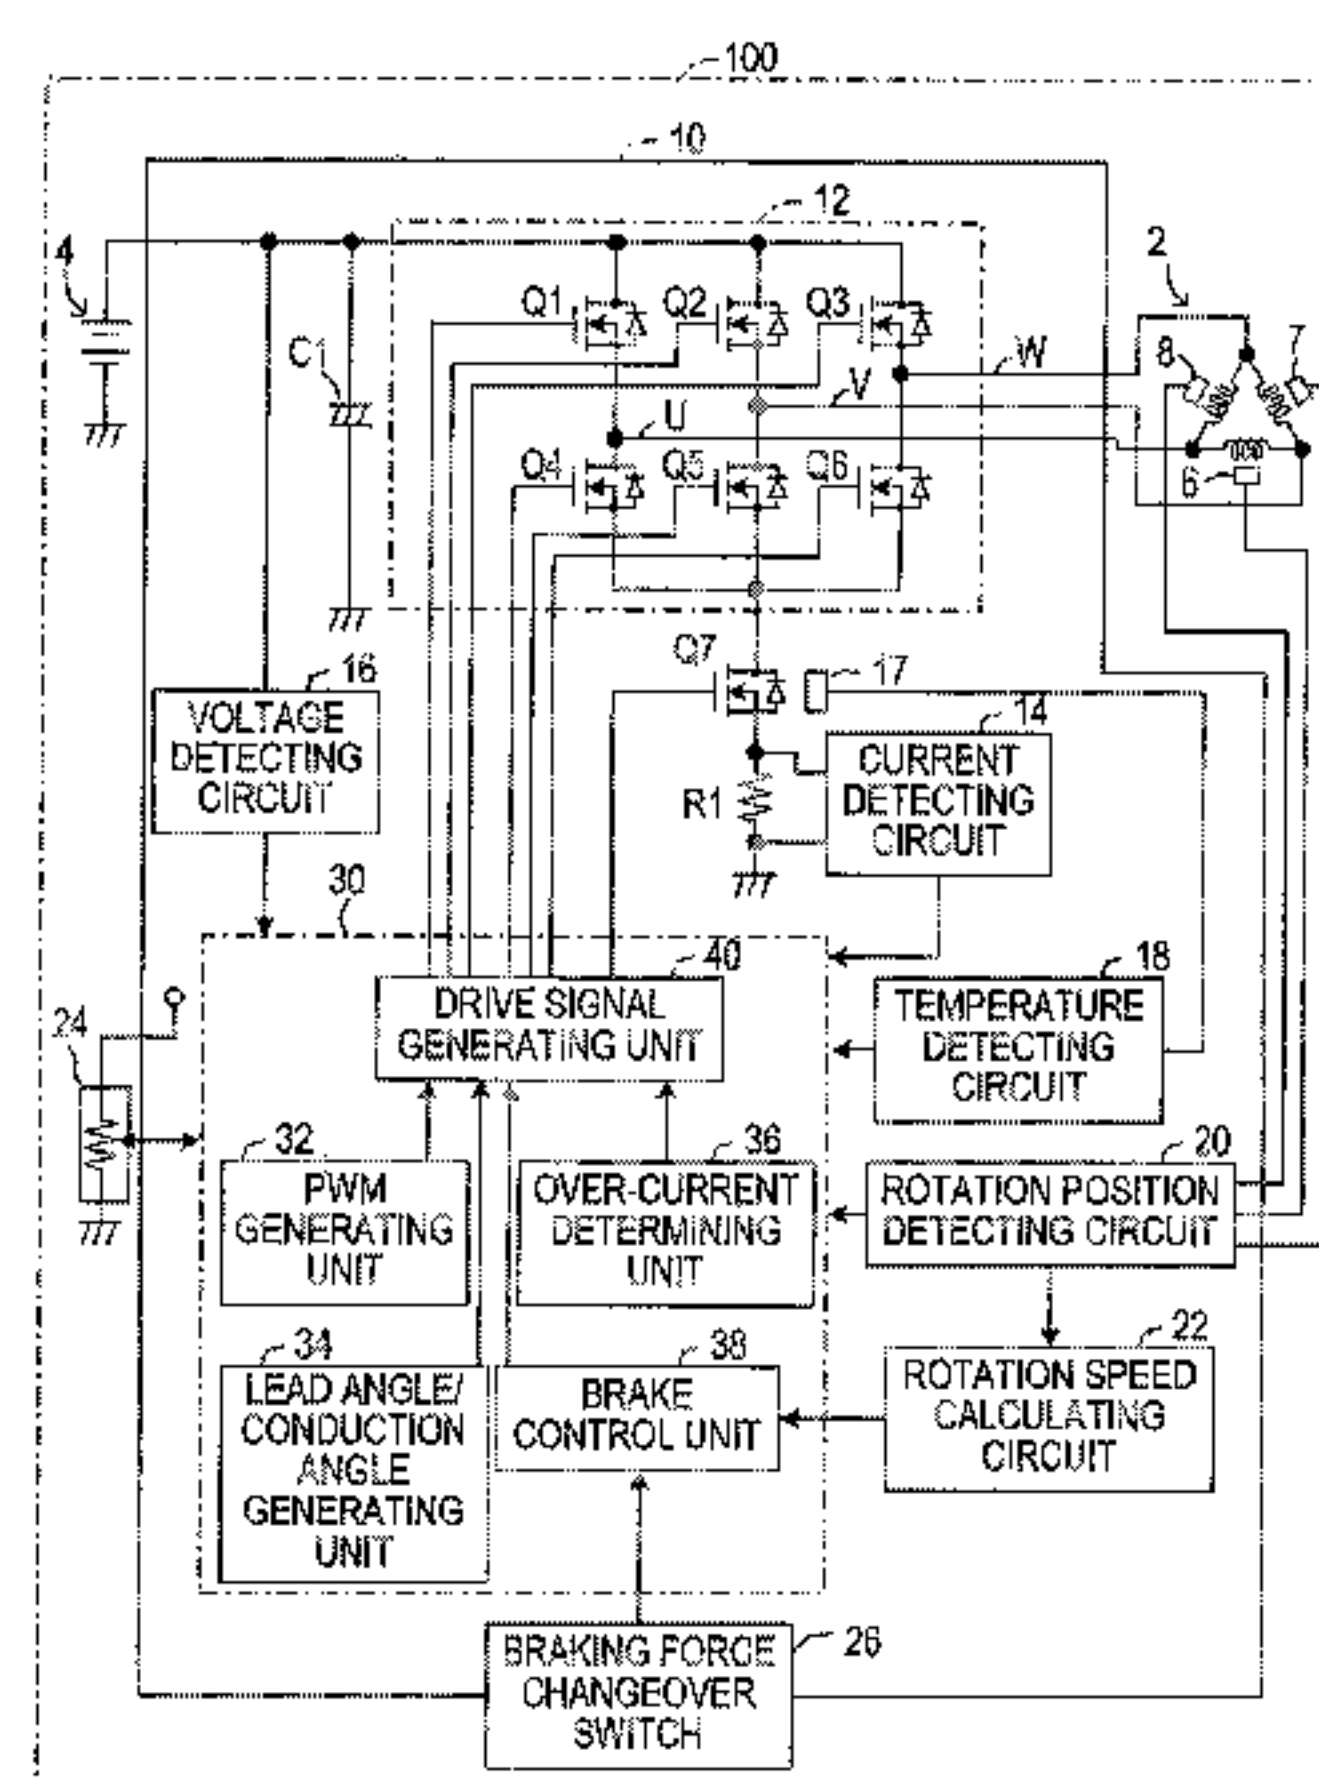 100
10
12
4
2
Q1
Q2
Q3
C1
W
8
7
V
U
Q4
Q5
Q6
6
Q7
17
16
VOLTAGE
DETECTING
CIRCUIT
14
CURRENT
DETECTING
CIRCUIT
R1
30
40
DRIVE SIGNAL
GENERATING UNIT
18
TEMPERATURE
DETECTING
CIRCUIT
24
32
PWM
GENERATING
UNIT
36
OVER-CURRENT
DETERMINING
UNIT
20
ROTATION POSITION
DETECTING CIRCUIT
34
LEAD ANGLE/
CONDUCTION
ANGLE
GENERATING
UNIT
38
BRAKE
CONTROL UNIT
22
ROTATION SPEED
CALCULATING
CIRCUIT
26
BRAKING FORCE
CHANGEOVER
SWITCH